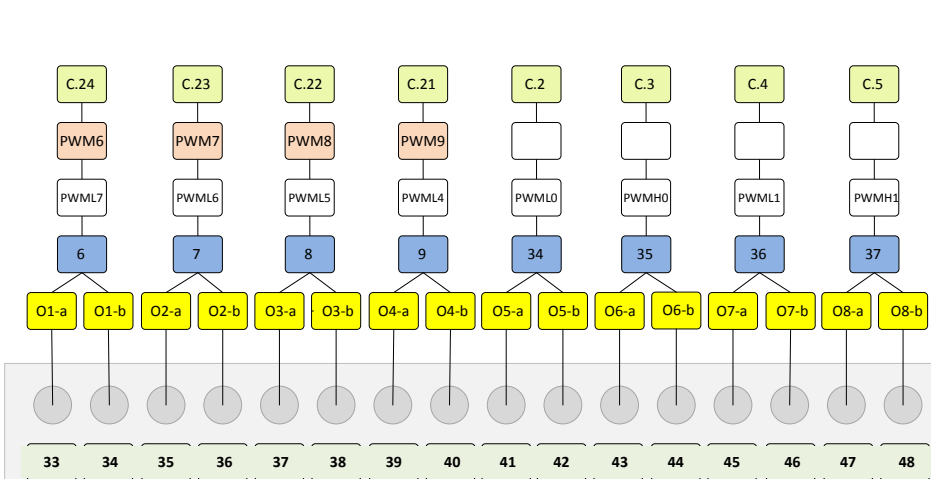 C.24 C.23 C.22 C.21 C.2 C.3 C.4 C.5
PWM6 PWM7 PWM8 PWM9
PWML7 PWML6 PWML5 PWML4 PWML0 PWMH0 PWML1 PWMH1
6 7 8 9 34 35 36 37
O1-a O1-b O2-a O2-b O3-a O3-b O4-a O4-b O5-a O5-b O6-a O6-b O7-a O7-b O8-a O8-b
33 34 35 36 37 38 39 40 41 42 43 44 45 46 47 48